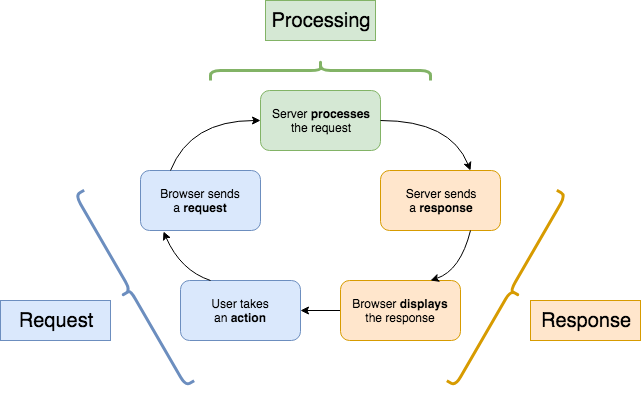 Processing
Server processes
the request
Browser sends
a request
Server sends
a response
User takes
an action
Browser displays
the response
Request
Response